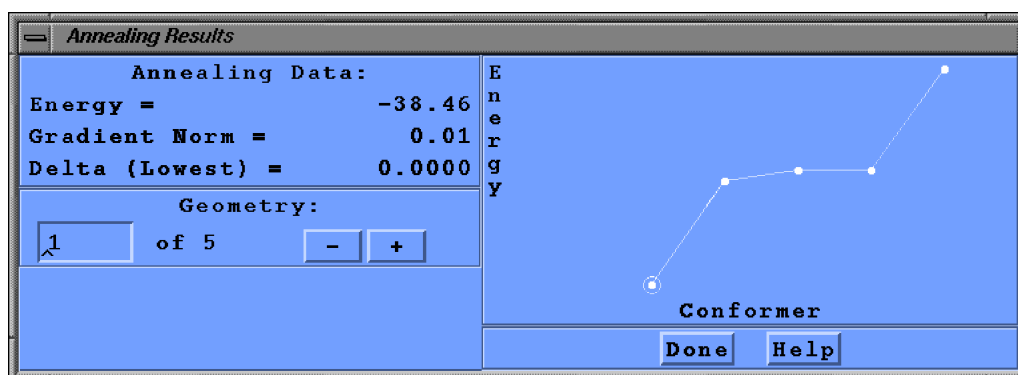 Annealing Results
Annealing Data:
Energy = -38.46
Gradient Norm = 0.01
Delta (Lowest) = 0.0000
Geometry:
1 of 5 - +
Energy
Conformer
Done Help